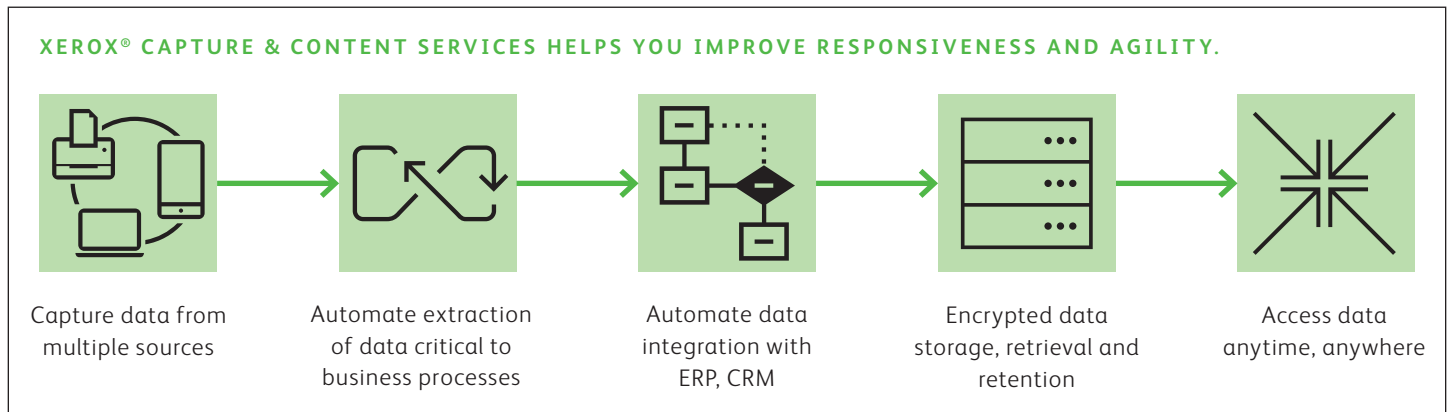 XEROX® CAPTURE & CONTENT SERVICES HELPS YOU IMPROVE RESPONSIVENESS AND AGILITY.
Capture data from
multiple sources
Automate extraction
of data critical to
business processes
Automate data
integration with
ERP, CRM
Encrypted data
storage, retrieval and
retention
Access data
anytime, anywhere